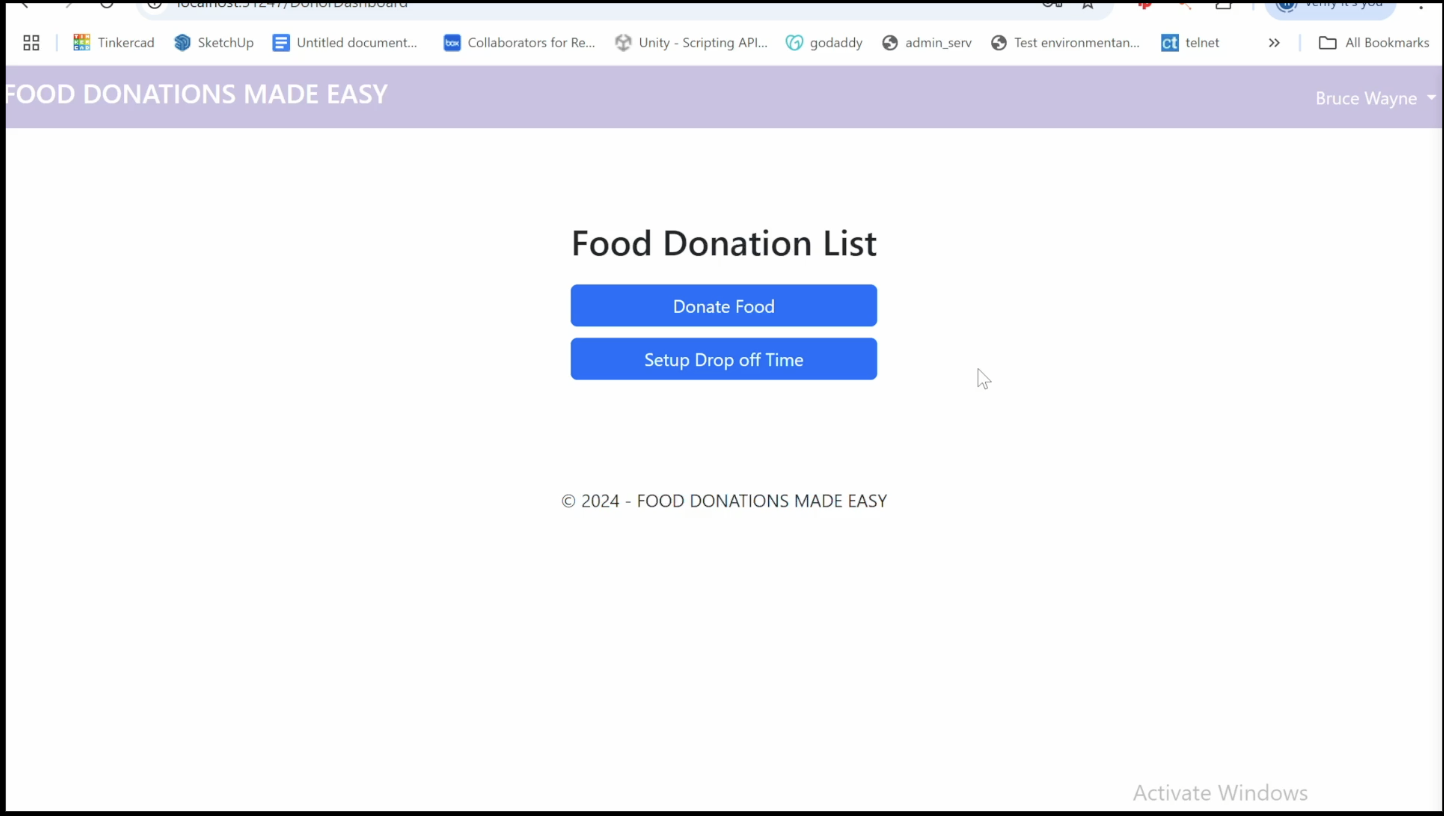 localhost:51247/DonorDashboard
Verify it's you
Tinkercad
SketchUp
Untitled document...
box
Collaborators for Re...
Unity - Scripting API...
godaddy
admin_serv
Test environmentan...
ct
telnet
All Bookmarks
FOOD DONATIONS MADE EASY
Bruce Wayne
Food Donation List
Donate Food
Setup Drop off Time
© 2024 - FOOD DONATIONS MADE EASY
Activate Windows